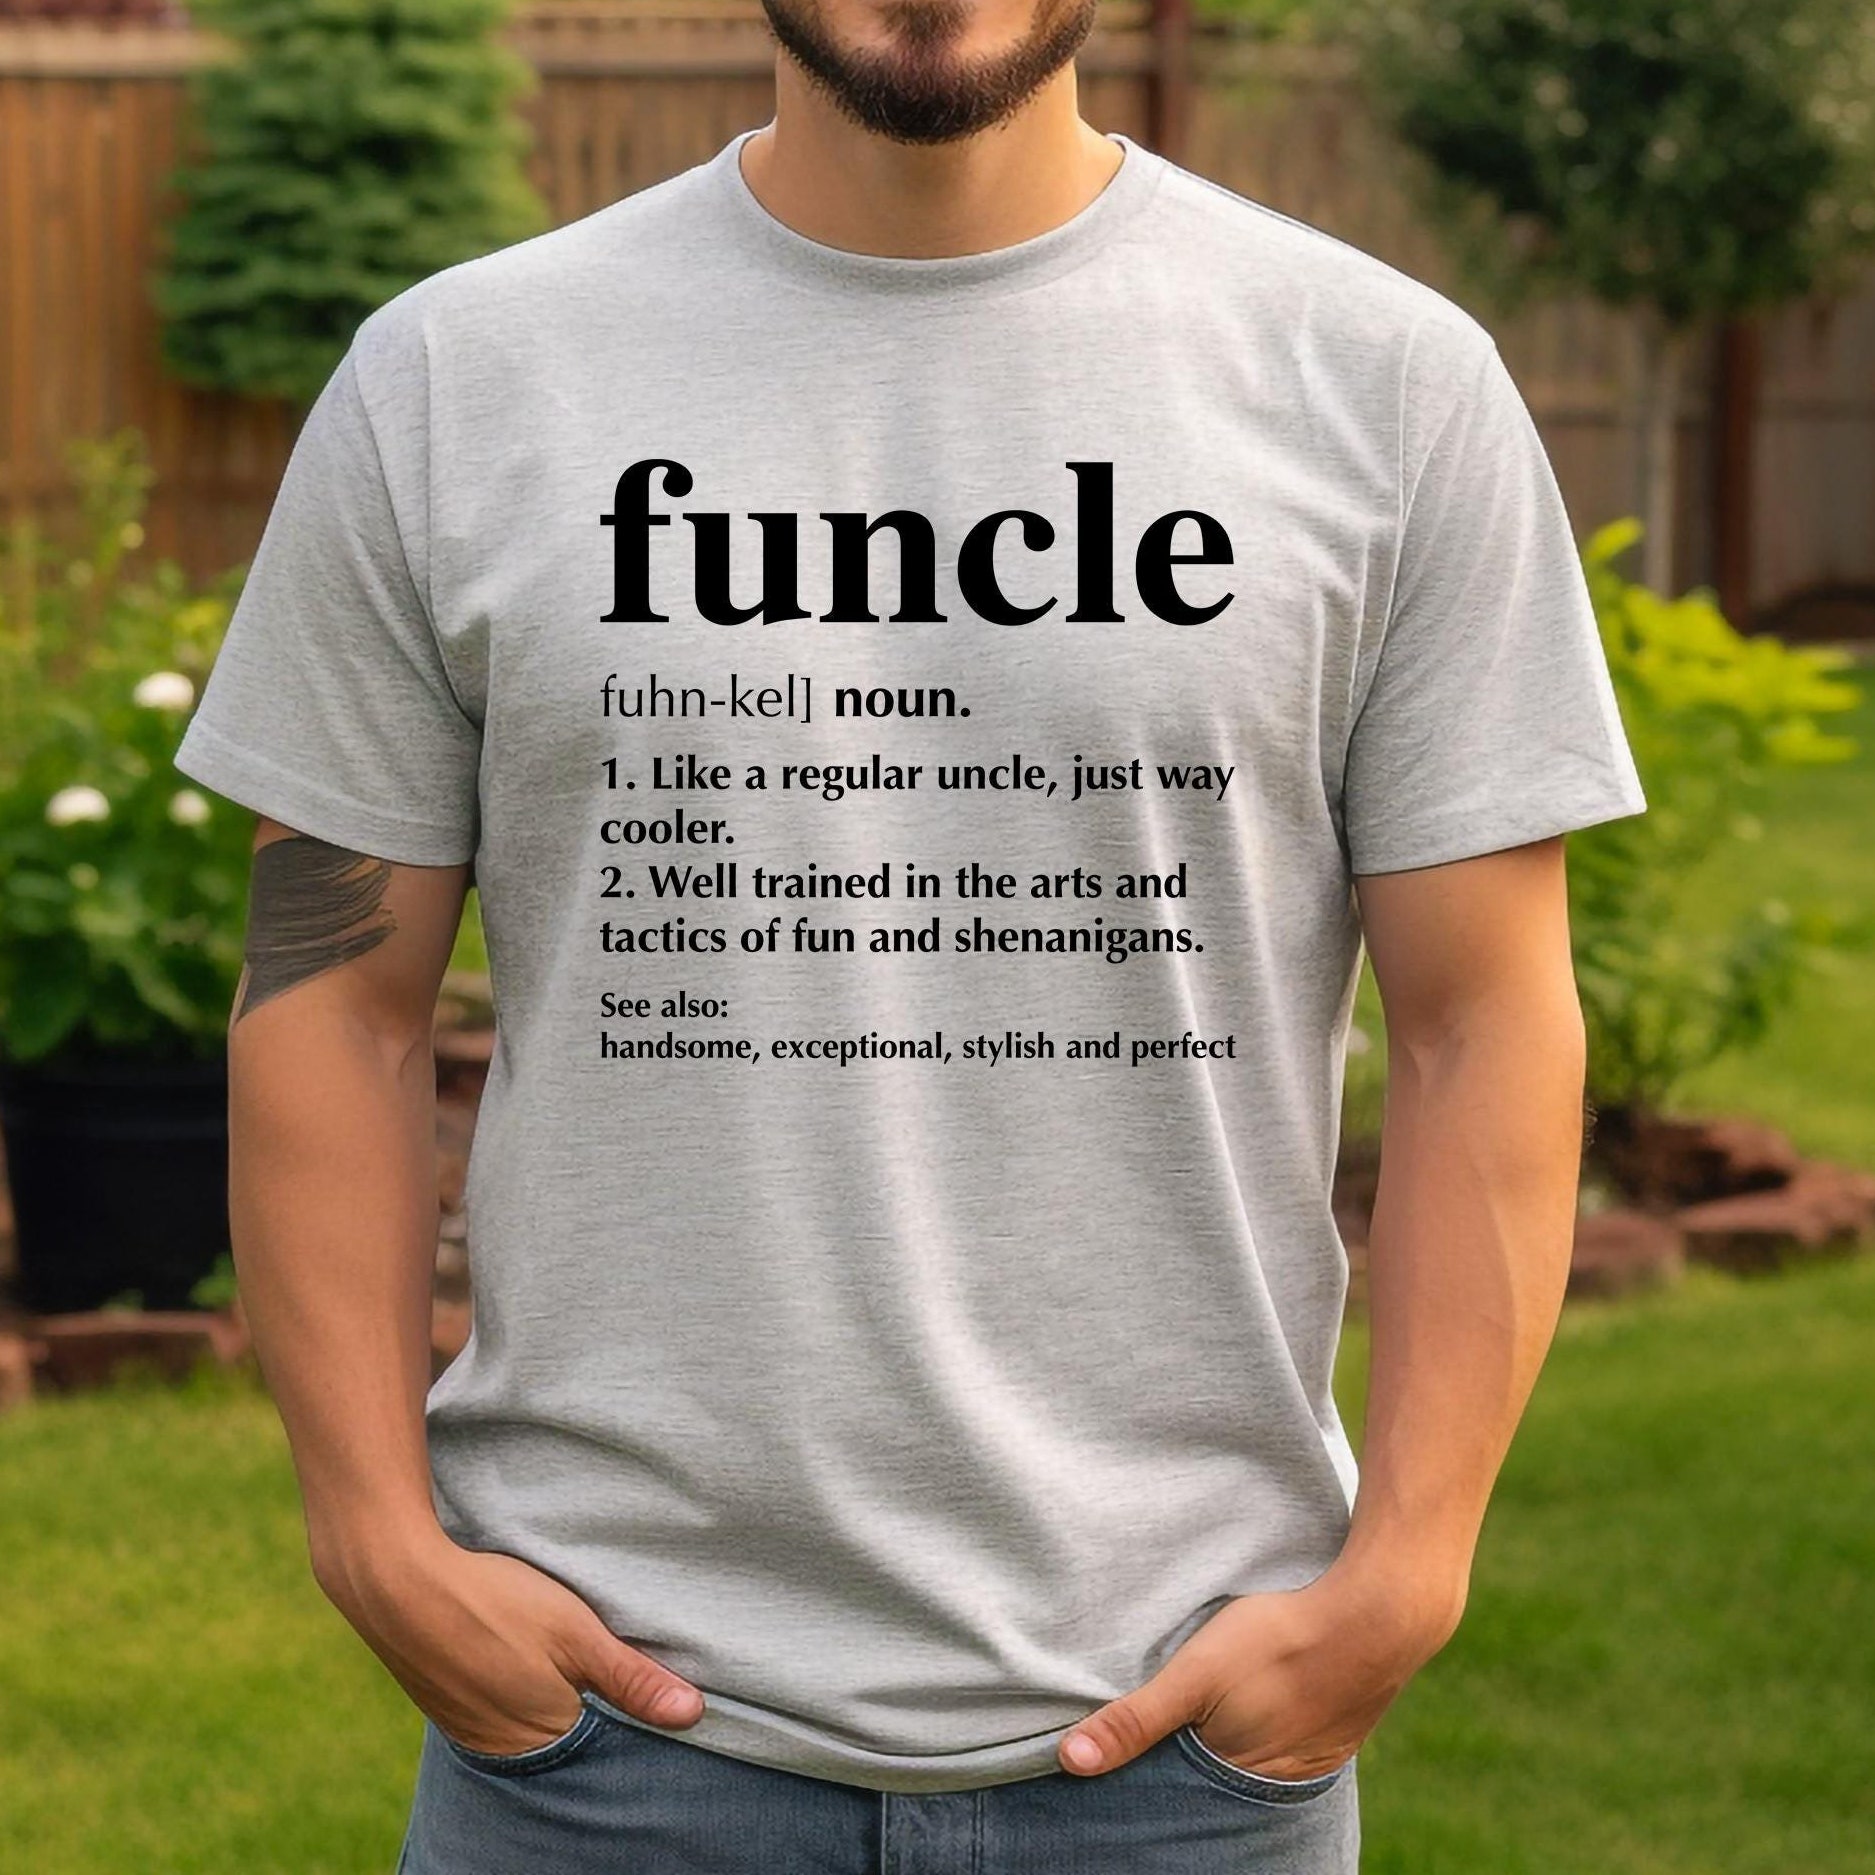 funcle
fuhn-kel] noun.
1. Like a regular uncle, just way
cooler.
2. Well trained in the arts and
tactics of fun and shenanigans.
See also:
handsome, exceptional, stylish and perfect